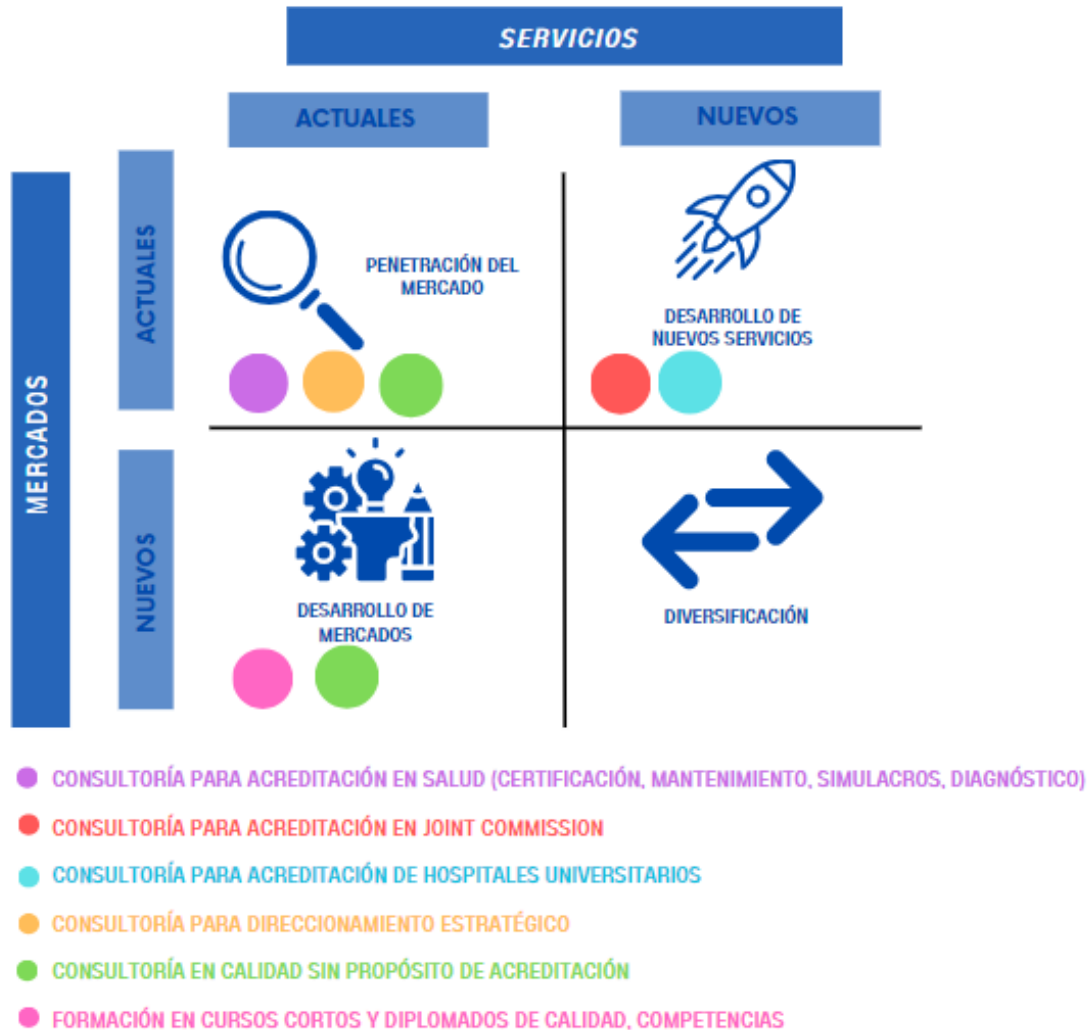 SERVICIOS
ACTUALES
NUEVOS
MERCADOS
ACTUALES
PENETRACIÓN DEL
MERCADO
DESARROLLO DE
NUEVOS SERVICIOS
NUEVOS
DESARROLLO DE
MERCADOS
DIVERSIFICACIÓN
CONSULTORÍA PARA ACREDITACIÓN EN SALUD (CERTIFICACIÓN, MANTENIMIENTO, SIMULACROS, DIAGNÓSTICO)
CONSULTORÍA PARA ACREDITACIÓN EN JOINT COMMISSION
CONSULTORÍA PARA ACREDITACIÓN DE HOSPITALES UNIVERSITARIOS
CONSULTORÍA PARA DIRECCIONAMIENTO ESTRATÉGICO
CONSULTORÍA EN CALIDAD SIN PROPÓSITO DE ACREDITACIÓN
FORMACIÓN EN CURSOS CORTOS Y DIPLOMADOS DE CALIDAD, COMPETENCIAS